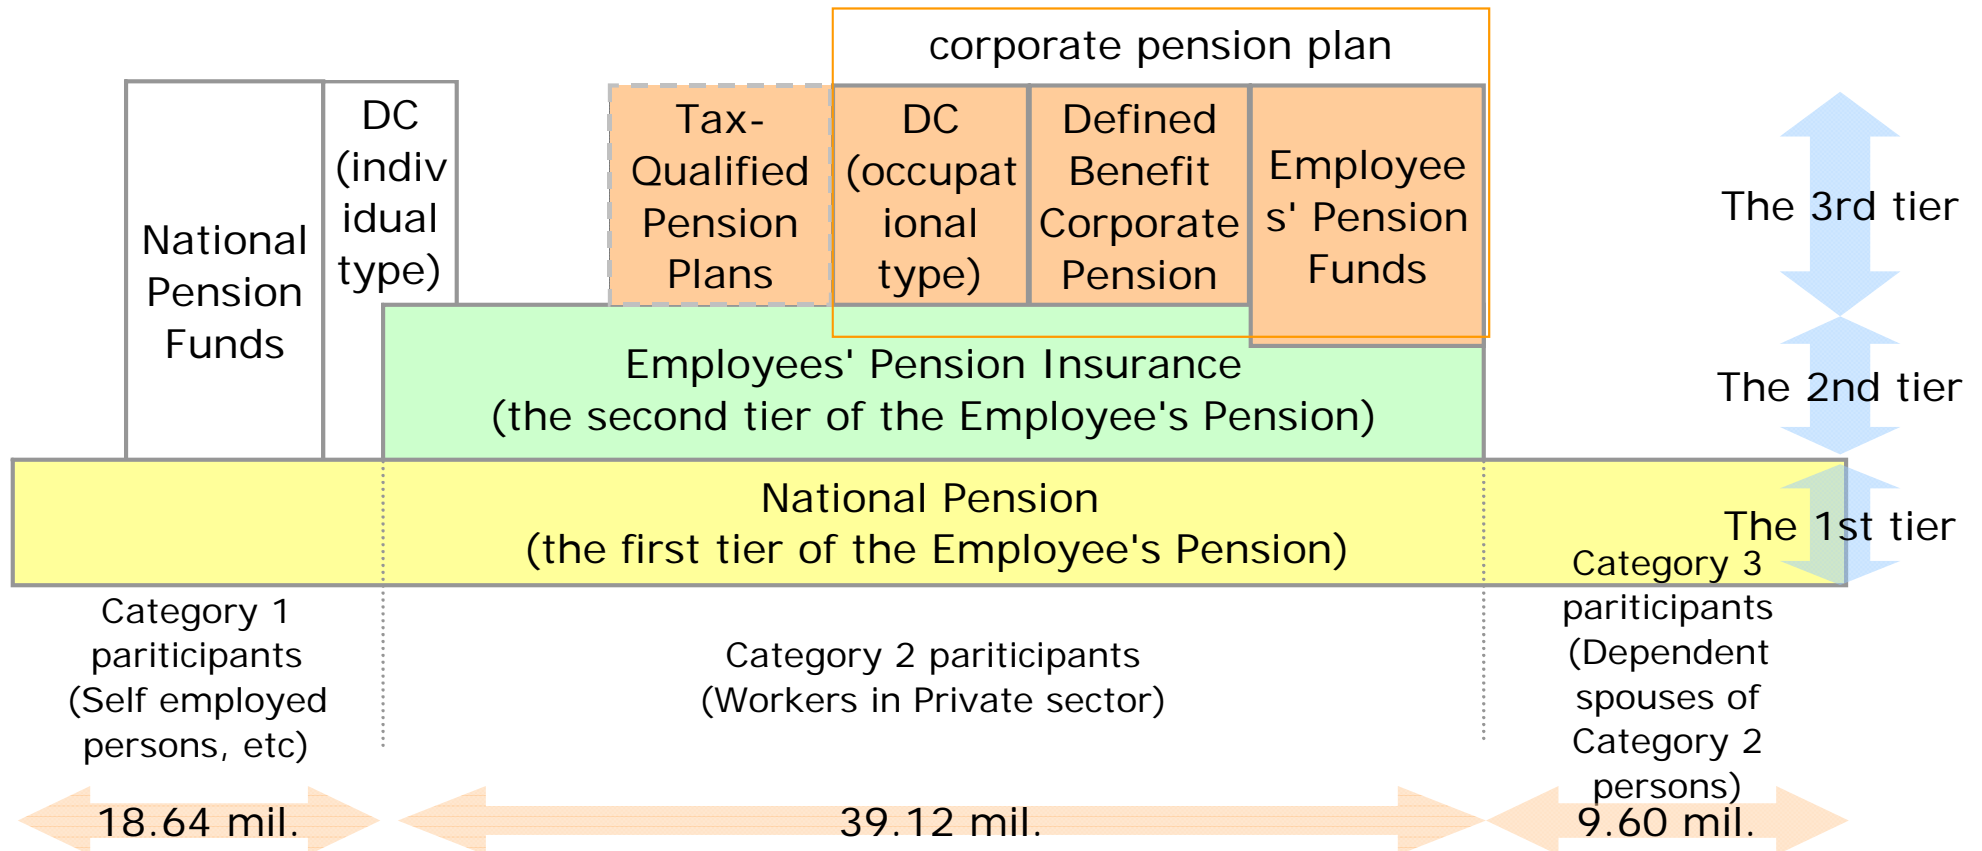 corporate pension plan
National
Pension
Funds
DC
(indiv
idual
type)
Tax-
Qualified
Pension
Plans
DC
(occupat
ional
type)
Defined
Benefit
Corporate
Pension
Employee
s' Pension
Funds
The 3rd tier
Employees' Pension Insurance
(the second tier of the Employee's Pension)
The 2nd tier
National Pension
(the first tier of the Employee's Pension)
The 1st tier
Category 1
pariticipants
(Self employed
persons, etc)
Category 2 pariticipants
(Workers in Private sector)
Category 3
pariticipants
(Dependent
spouses of
Category 2
persons)
18.64 mil.
39.12 mil.
9.60 mil.